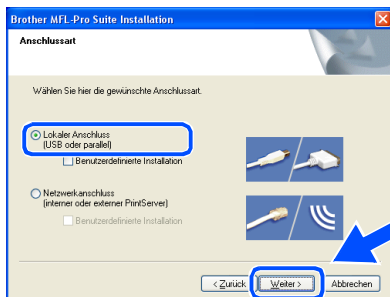 Brother MFL-Pro Suite Installation
Anschlussart
Wählen Sie hier die gewünschte Anschlussart.
Lokaler Anschluss
(USB oder parallel)
Benutzerdefinierte Installation
Netzwerkanschluss
(interner oder externer PrintServer)
Benutzerdefinierte Installation
< Zurück
Weiter >
Abbrechen